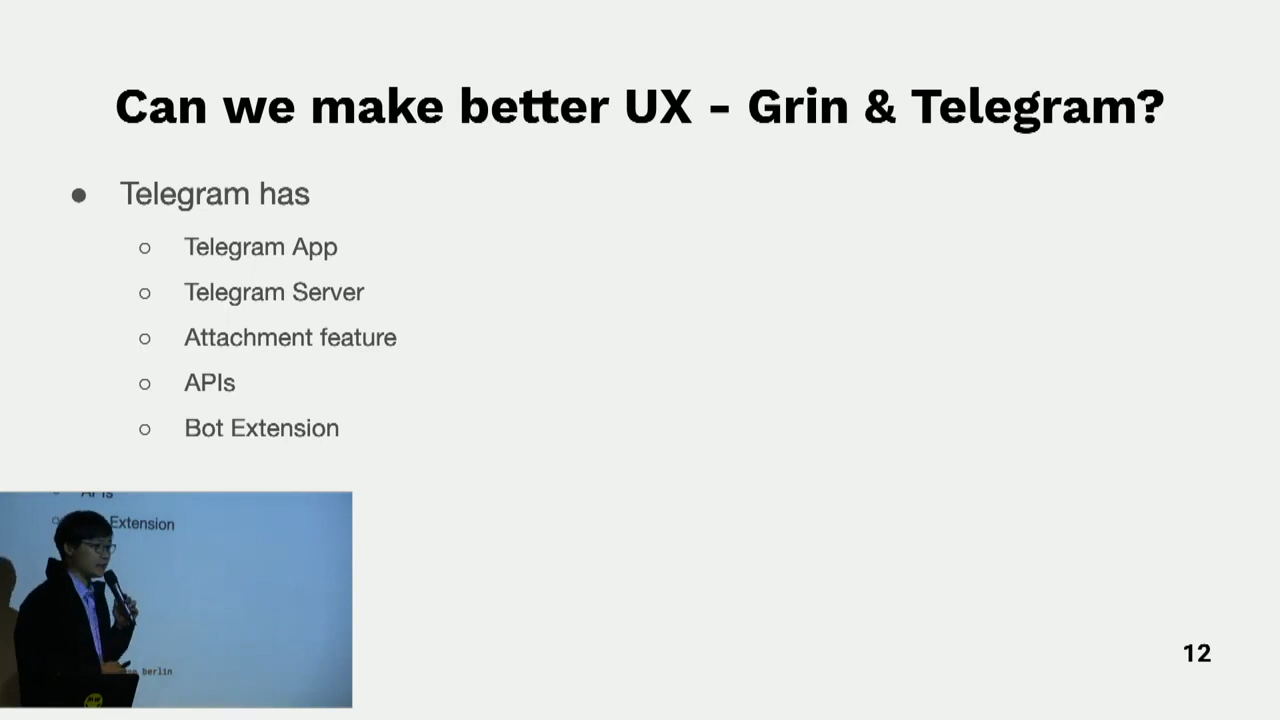 Can we make better UX - Grin & Telegram?
● Telegram has
○ Telegram App
○ Telegram Server
○ Attachment feature
○ APIs
○ Bot Extension
APIs
Extension
berlin
12